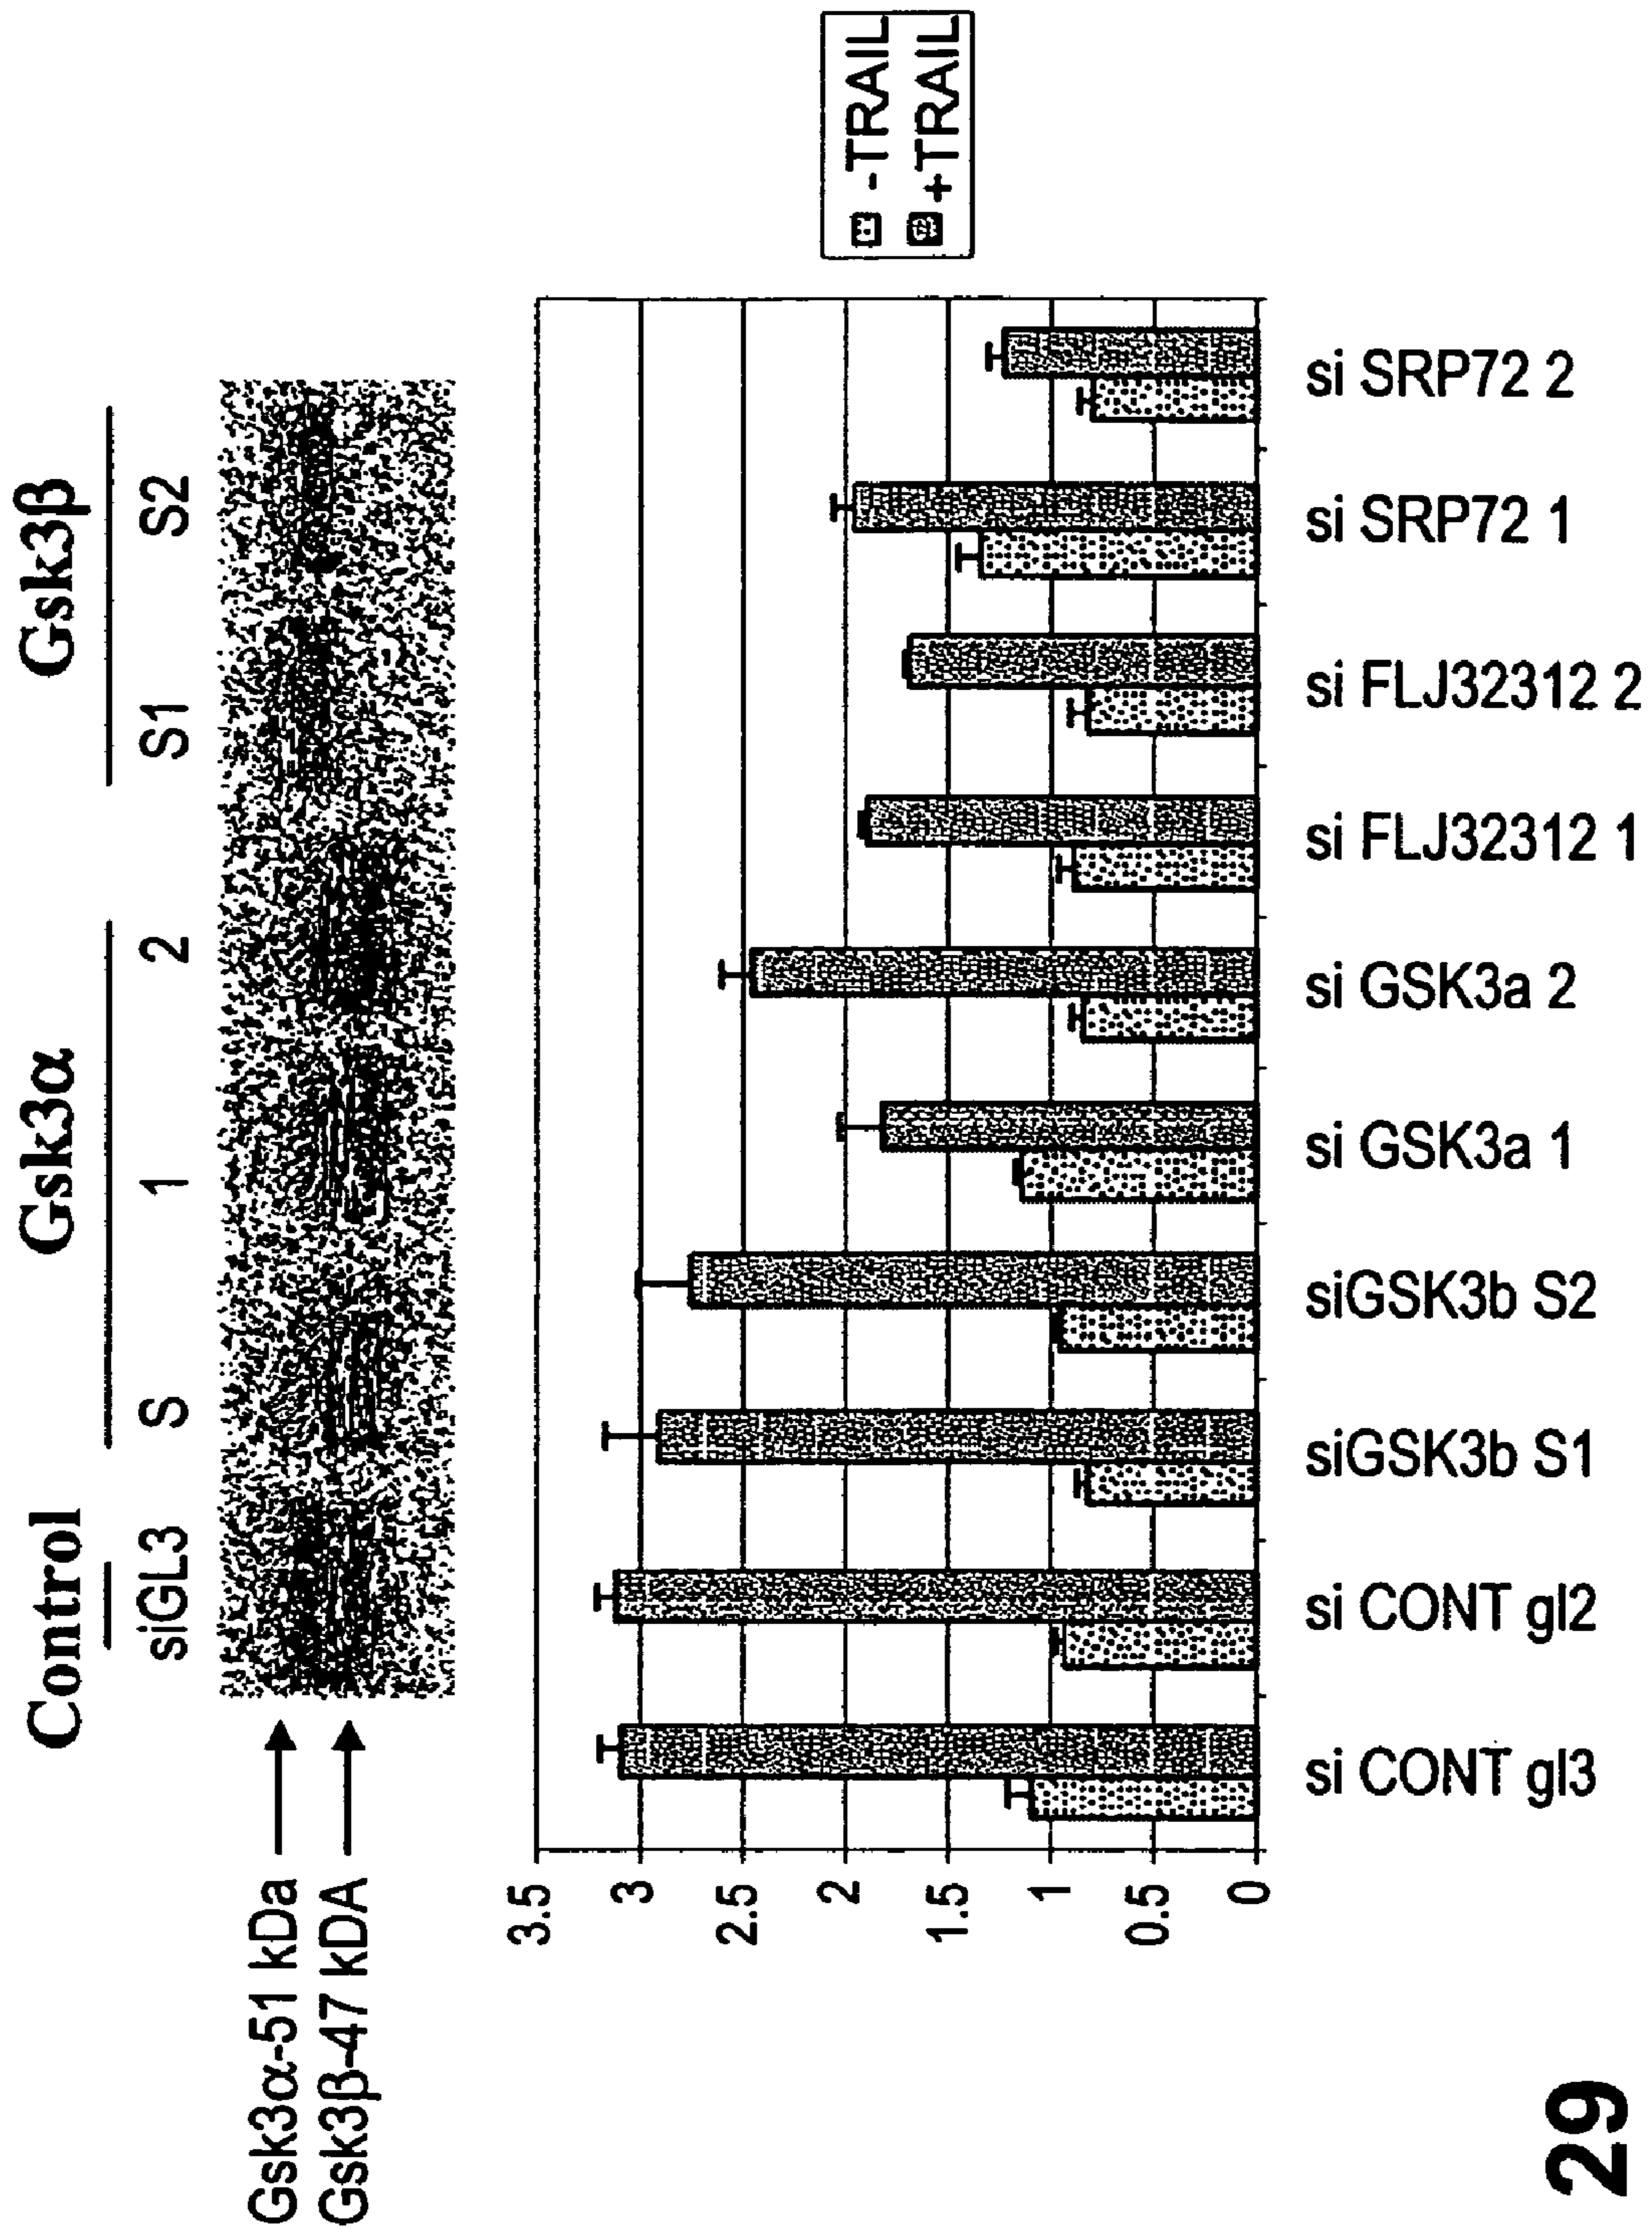 Control Gsk3α Gsk3β
siGL3 S 1 2 S1 S2
Gsk3α-51 kDa
Gsk3β-47 kDA
3.5
3
2.5
2
1.5
1
0.5
0
-TRAIL
+TRAIL
si CONT gl3
si CONT gl2
siGSK3b S1
siGSK3b S2
si GSK3a 1
si GSK3a 2
si FLJ32312 1
si FLJ32312 2
si SRP72 1
si SRP72 2
29